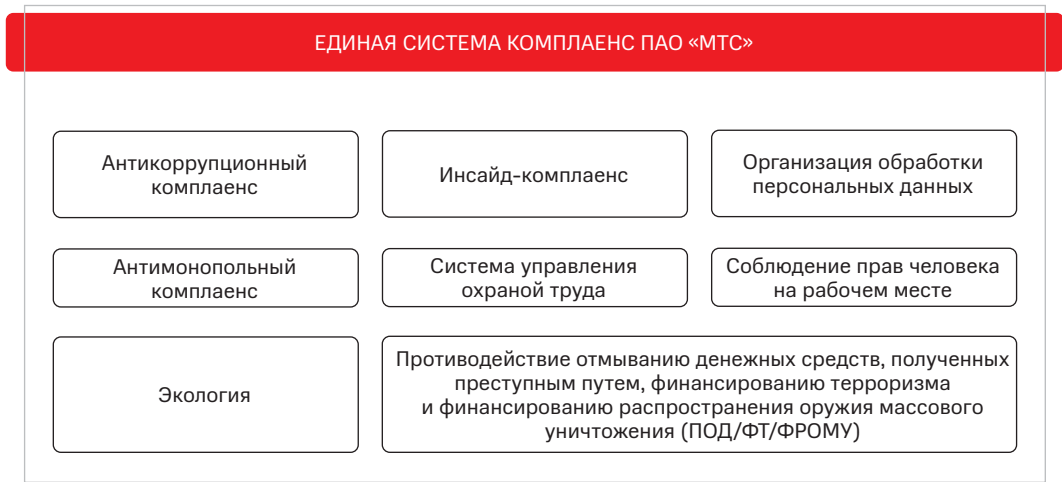 ЕДИНАЯ СИСТЕМА КОМПЛАЕНС ПАО «МТС»
Антикоррупционный
комплаенс
Инсайд-комплаенс
Организация обработки
персональных данных
Антимонопольный
комплаенс
Система управления
охраной труда
Соблюдение прав человека
на рабочем месте
Экология
Противодействие отмыванию денежных средств, полученных
преступным путем, финансированию терроризма
и финансированию распространения оружия массового
уничтожения (ПОД/ФТ/ФРОМУ)